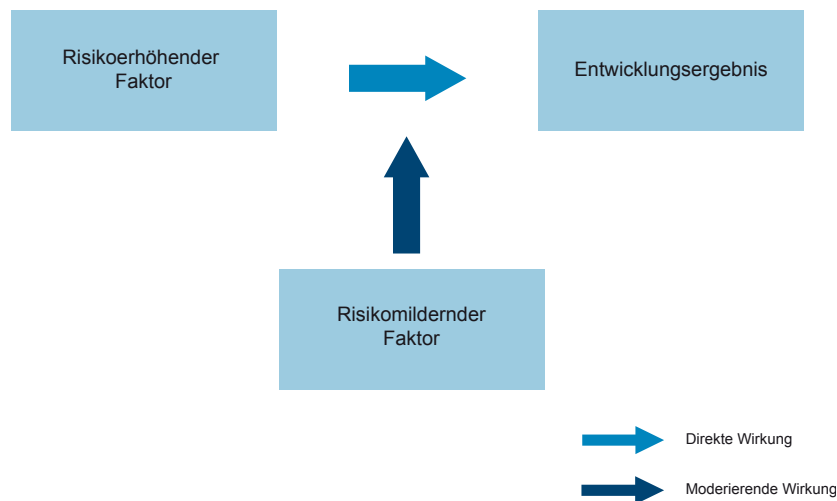 Risikoerhöhender
Faktor
Entwicklungsergebnis
Risikomildernder
Faktor
Direkte Wirkung
Moderierende Wirkung